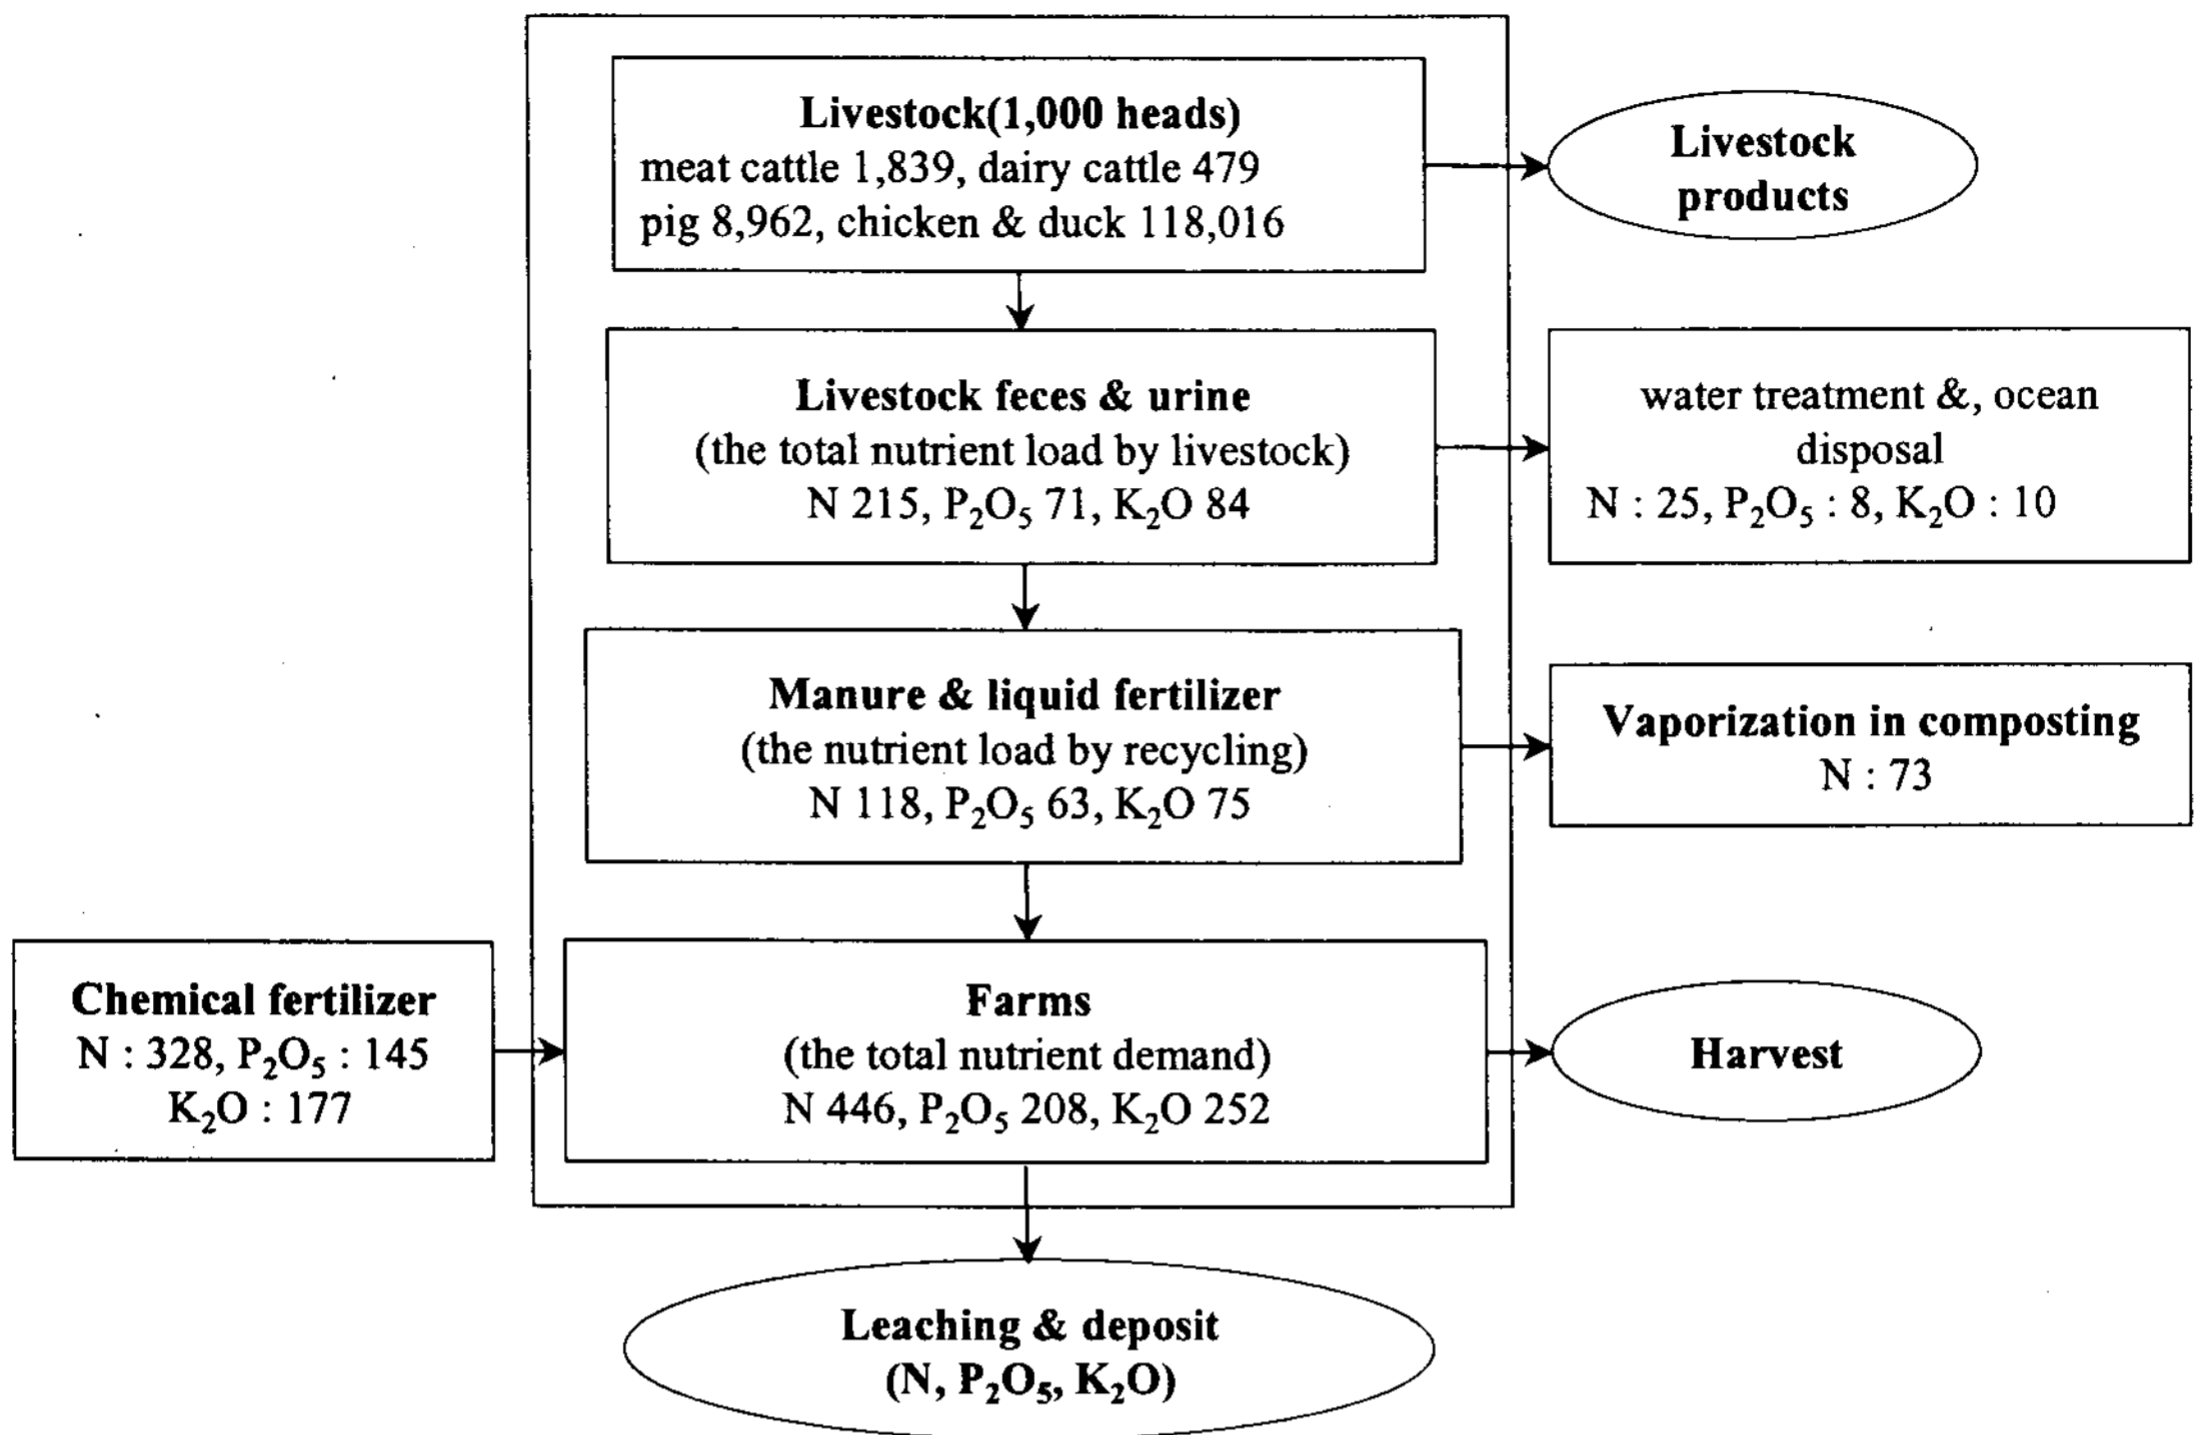 Livestock(1,000 heads)
meat cattle 1,839, dairy cattle 479
pig 8,962, chicken & duck 118,016
Livestock
products
Livestock feces & urine
(the total nutrient load by livestock)
N 215, P₂O₅ 71, K₂O 84
water treatment &, ocean
disposal
N : 25, P₂O₅ : 8, K₂O : 10
Manure & liquid fertilizer
(the nutrient load by recycling)
N 118, P₂O₅ 63, K₂O 75
Vaporization in composting
N : 73
Chemical fertilizer
N : 328, P₂O₅ : 145
K₂O : 177
Farms
(the total nutrient demand)
N 446, P₂O₅ 208, K₂O 252
Harvest
Leaching & deposit
(N, P₂O₅, K₂O)